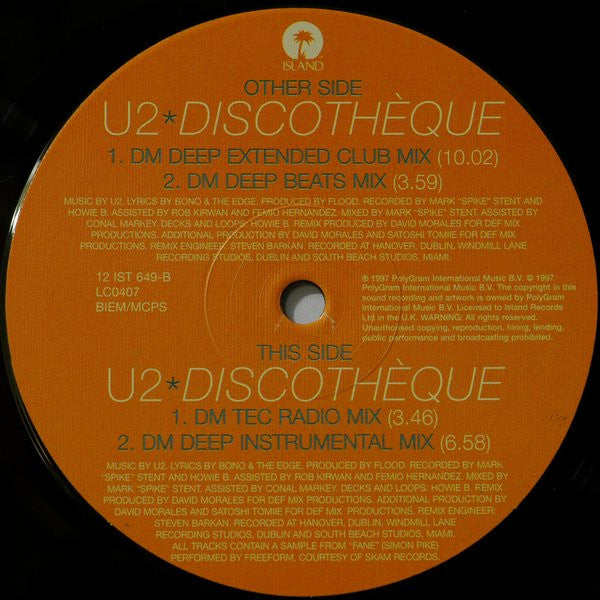 ISLAND
OTHER SIDE
U2*DISCOTHÈQUE
1. DM DEEP EXTENDED CLUB MIX (10.02)
2. DM DEEP BEATS MIX (3.59)
MUSIC BY U2. LYRICS BY BONO & THE EDGE. PRODUCED BY FLOOD. RECORDED BY MARK "SPIKE" STENT AND
HOWIE B. ASSISTED BY ROB KIRWAN AND FEMIO HERNANDEZ. MIXED BY MARK "SPIKE" STENT. ASSISTED BY
CONAL MARKEY. DECKS AND LOOPS: HOWIE B. REMIX PRODUCED BY DAVID MORALES FOR DEF MIX
PRODUCTIONS. ADDITIONAL PRODUCTION BY DAVID MORALES AND SATOSHI TOMIIE FOR DEF MIX
PRODUCTIONS. REMIX ENGINEER: STEVEN BARKAN. RECORDED AT HANOVER, DUBLIN, WINDMILL LANE
RECORDING STUDIOS, DUBLIN AND SOUTH BEACH STUDIOS, MIAMI.
12 IST 649-B
LC0407
BIEM/MCPS
℗ 1997 PolyGram International Music B.V. © 1997
PolyGram International Music B.V. The copyright in this
sound recording and artwork is owned by PolyGram
International Music B.V. Licensed to Island Records
Ltd in the U.K. WARNING: All rights reserved.
Unauthorised copying, reproduction, hiring, lending,
public performance and broadcasting prohibited.
THIS SIDE
U2*DISCOTHÈQUE
1. DM TEC RADIO MIX (3.46)
2. DM DEEP INSTRUMENTAL MIX (6.58)
MUSIC BY U2. LYRICS BY BONO & THE EDGE. PRODUCED BY FLOOD. RECORDED BY MARK
"SPIKE" STENT AND HOWIE B. ASSISTED BY ROB KIRWAN AND FEMIO HERNANDEZ. MIXED BY
MARK "SPIKE" STENT. ASSISTED BY CONAL MARKEY. DECKS AND LOOPS; HOWIE B. REMIX
PRODUCED BY DAVID MORALES FOR DEF MIX PRODUCTIONS. ADDITIONAL PRODUCTION BY
DAVID MORALES AND SATOSHI TOMIIE FOR DEF MIX PRODUCTIONS. REMIX ENGINEER:
STEVEN BARKAN. RECORDED AT HANOVER, DUBLIN, WINDMILL LANE
RECORDING STUDIOS, DUBLIN AND SOUTH BEACH STUDIOS, MIAMI.
ALL TRACKS CONTAIN A SAMPLE FROM "FANE" (SIMON PIKE)
PERFORMED BY FREEFORM, COURTESY OF SKAM RECORDS.